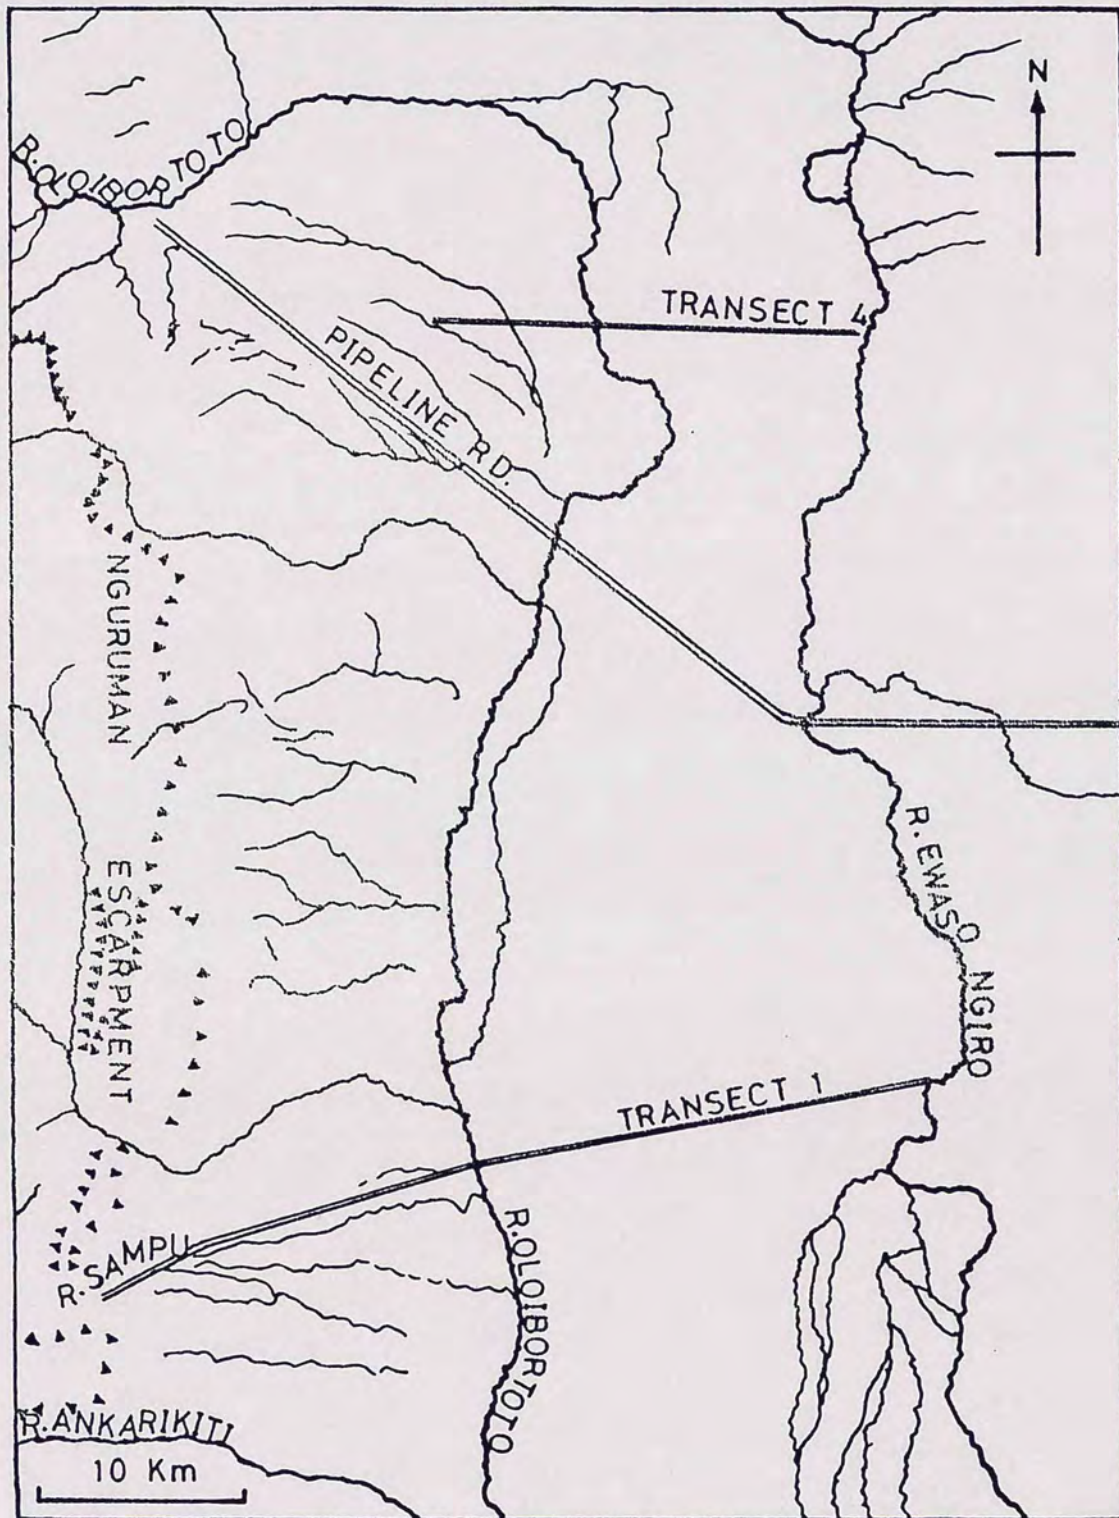 N
R.OLOIBORTOTO
TRANSECT 4
PIPELINE RD.
NGURUMAN
ESCARPMENT
R.EWASO NGIRO
TRANSECT 1
R.SAMPU
R.OLOIBORTOTO
R.ANKARIKITI
10 Km